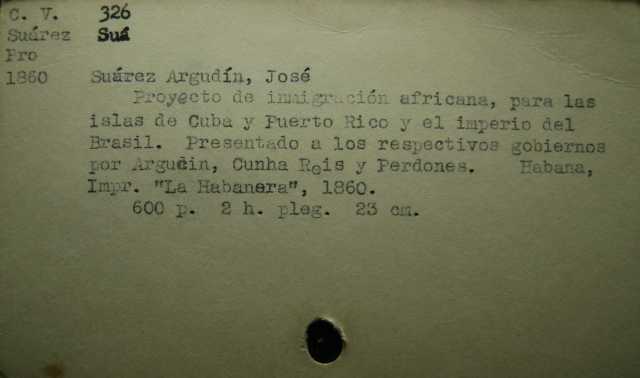 C. V. 326
Suárez Suá
Pro
1860 Suárez Argudín, José
Proyecto de inmigración africana, para las
islas de Cuba y Puerto Rico y el imperio del
Brasil. Presentado a los respectivos gobiernos
por Argudin, Cunha Reis y Perdones. Habana,
Impr. "La Habanera", 1860.
600 p. 2 h. pleg. 23 cm.